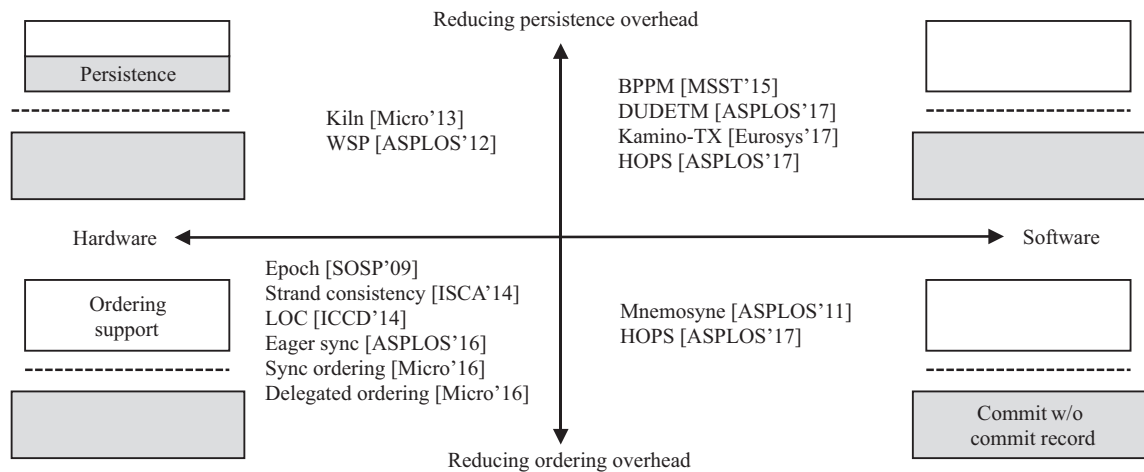 Reducing persistence overhead
Persistence
Kiln [Micro’13]
WSP [ASPLOS’12]
BPPM [MSST’15]
DUDETM [ASPLOS’17]
Kamino-TX [Eurosys’17]
HOPS [ASPLOS’17]
Hardware
Software
Ordering
support
Epoch [SOSP’09]
Strand consistency [ISCA’14]
LOC [ICCD’14]
Eager sync [ASPLOS’16]
Sync ordering [Micro’16]
Delegated ordering [Micro’16]
Mnemosyne [ASPLOS’11]
HOPS [ASPLOS’17]
Commit w/o
commit record
Reducing ordering overhead